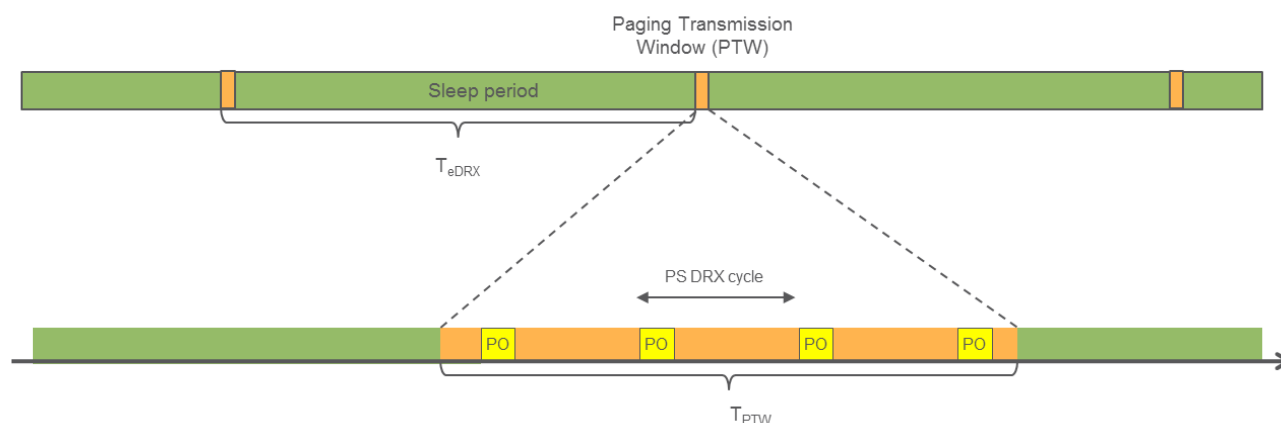 Paging Transmission
Window (PTW)
Sleep period
TeDRX
PS DRX cycle
PO PO PO PO
TPTW